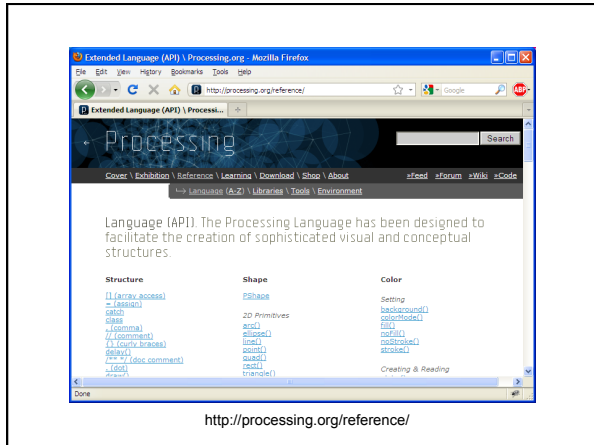 Extended Language (API) \ Processing.org - Mozilla Firefox
File Edit View History Bookmarks Tools Help
http://processing.org/reference/ Google ABP
Extended Language (API) \ Processi...
Processing Search
Cover \ Exhibition \ Reference \ Learning \ Download \ Shop \ About »Feed »Forum »Wiki »Code
Language (A-Z) \ Libraries \ Tools \ Environment
Language (API). The Processing Language has been designed to
facilitate the creation of sophisticated visual and conceptual
structures.
Structure
[] (array access)
= (assign)
catch
class
, (comma)
// (comment)
{} (curly braces)
delay()
/** */ (doc comment)
. (dot)
draw()
Shape
PShape
2D Primitives
arc()
ellipse()
line()
point()
quad()
rect()
triangle()
Color
Setting
background()
colorMode()
fill()
noFill()
noStroke()
stroke()
Creating & Reading
Done
http://processing.org/reference/